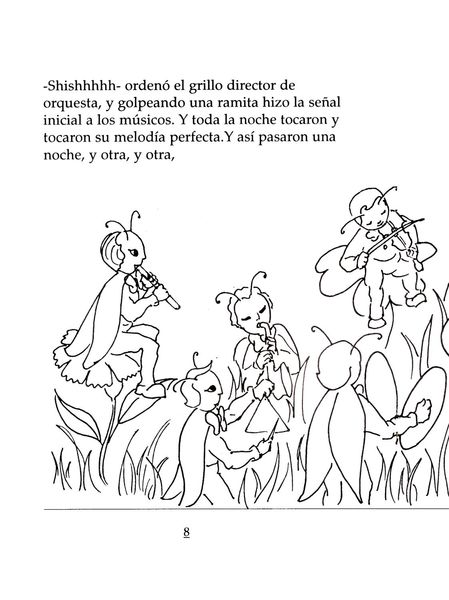 -Shishhhhh- ordenó el grillo director de
orquesta, y golpeando una ramita hizo la señal
inicial a los músicos. Y toda la noche tocaron y
tocaron su melodía perfecta.Y así pasaron una
noche, y otra, y otra,
8